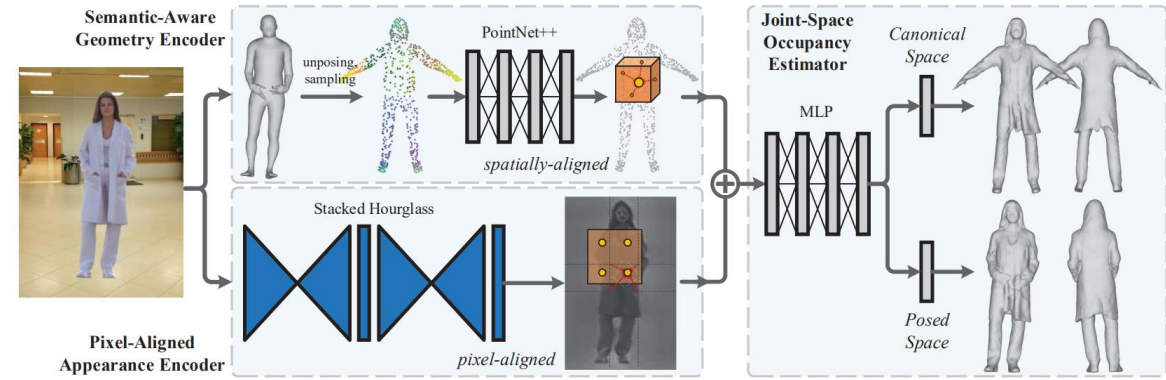 Semantic-Aware
Geometry Encoder
unposing,
sampling
PointNet++
spatially-aligned
Stacked Hourglass
pixel-aligned
Pixel-Aligned
Appearance Encoder
Joint-Space
Occupancy
Estimator
MLP
Canonical
Space
Posed
Space